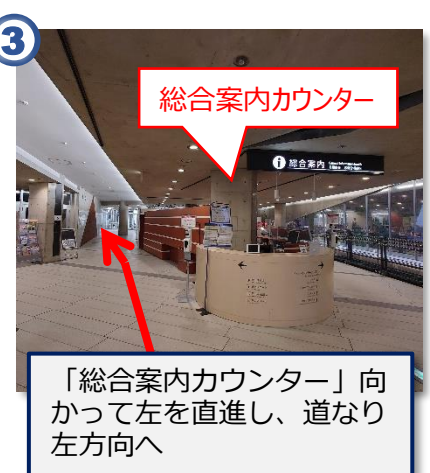 3
総合案内カウンター
総合案内
「総合案内カウンター」向
かって左を直進し、道なり
左方向へ